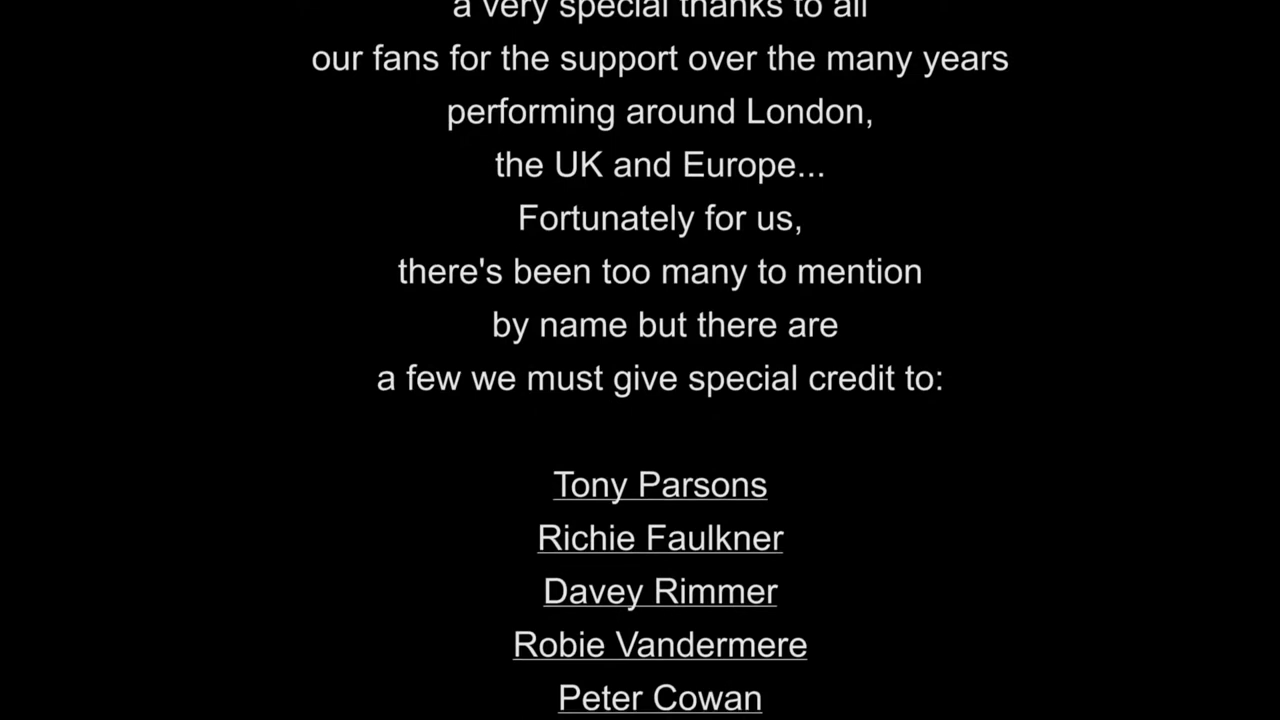 a very special thanks to all
our fans for the support over the many years
performing around London,
the UK and Europe...
Fortunately for us,
there's been too many to mention
by name but there are
a few we must give special credit to:
Tony Parsons
Richie Faulkner
Davey Rimmer
Robie Vandermere
Peter Cowan